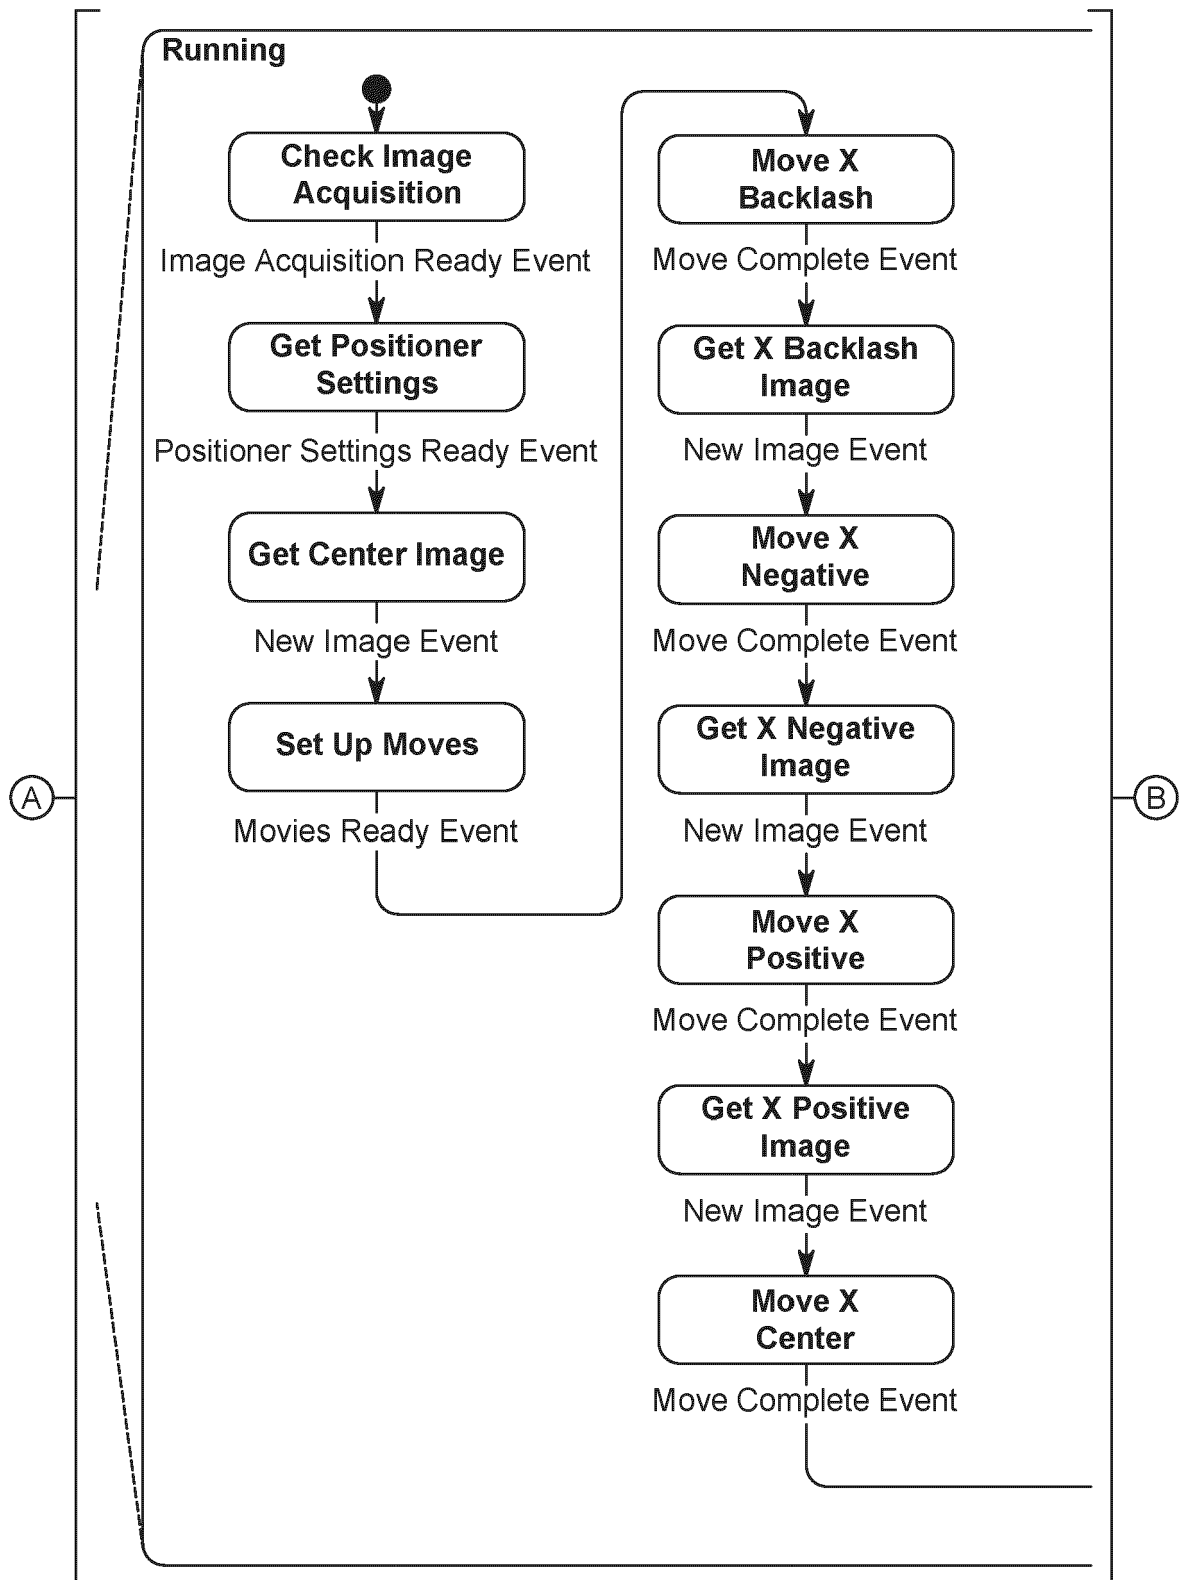 Running
Check Image
Acquisition
Image Acquisition Ready Event
Get Positioner
Settings
Positioner Settings Ready Event
Get Center Image
New Image Event
Set Up Moves
Movies Ready Event
Move X
Backlash
Move Complete Event
Get X Backlash
Image
New Image Event
Move X
Negative
Move Complete Event
Get X Negative
Image
New Image Event
Move X
Positive
Move Complete Event
Get X Positive
Image
New Image Event
Move X
Center
Move Complete Event
A
B